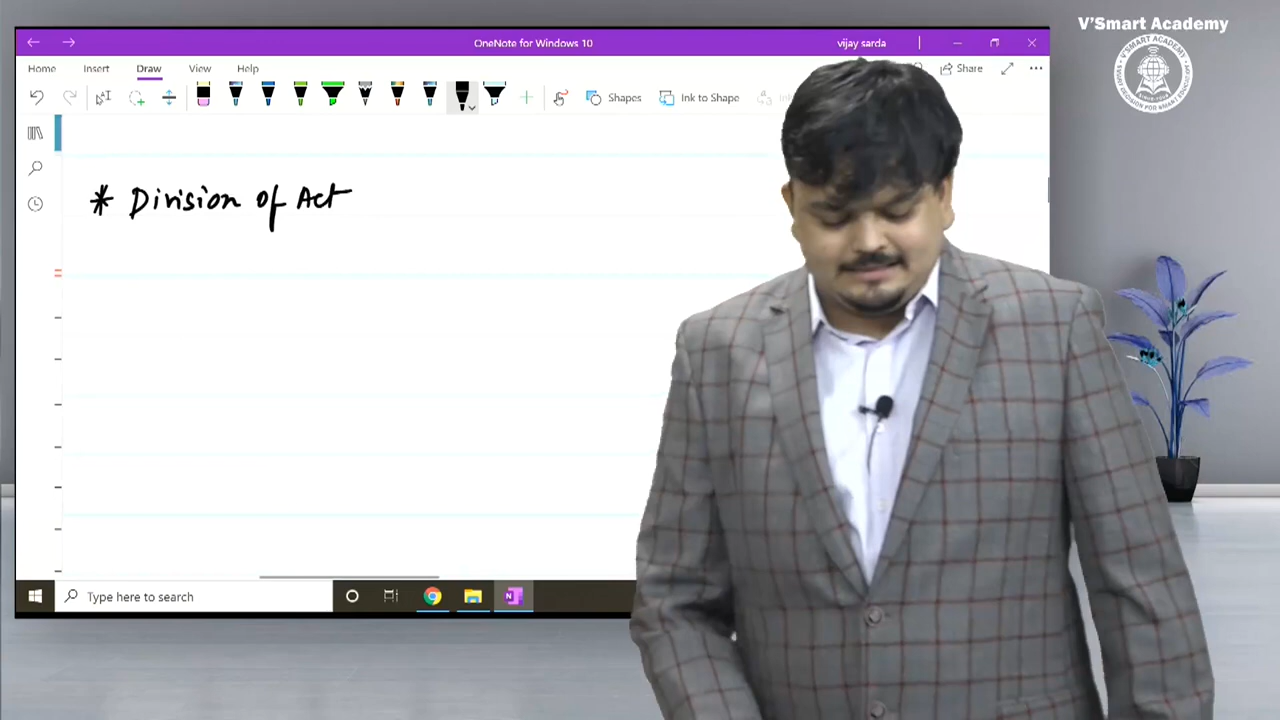 V'Smart Academy
OneNote for Windows 10
vijay sarda
Home Insert Draw View Help
Share
Shapes
Ink to Shape
* Division of Act
Type here to search